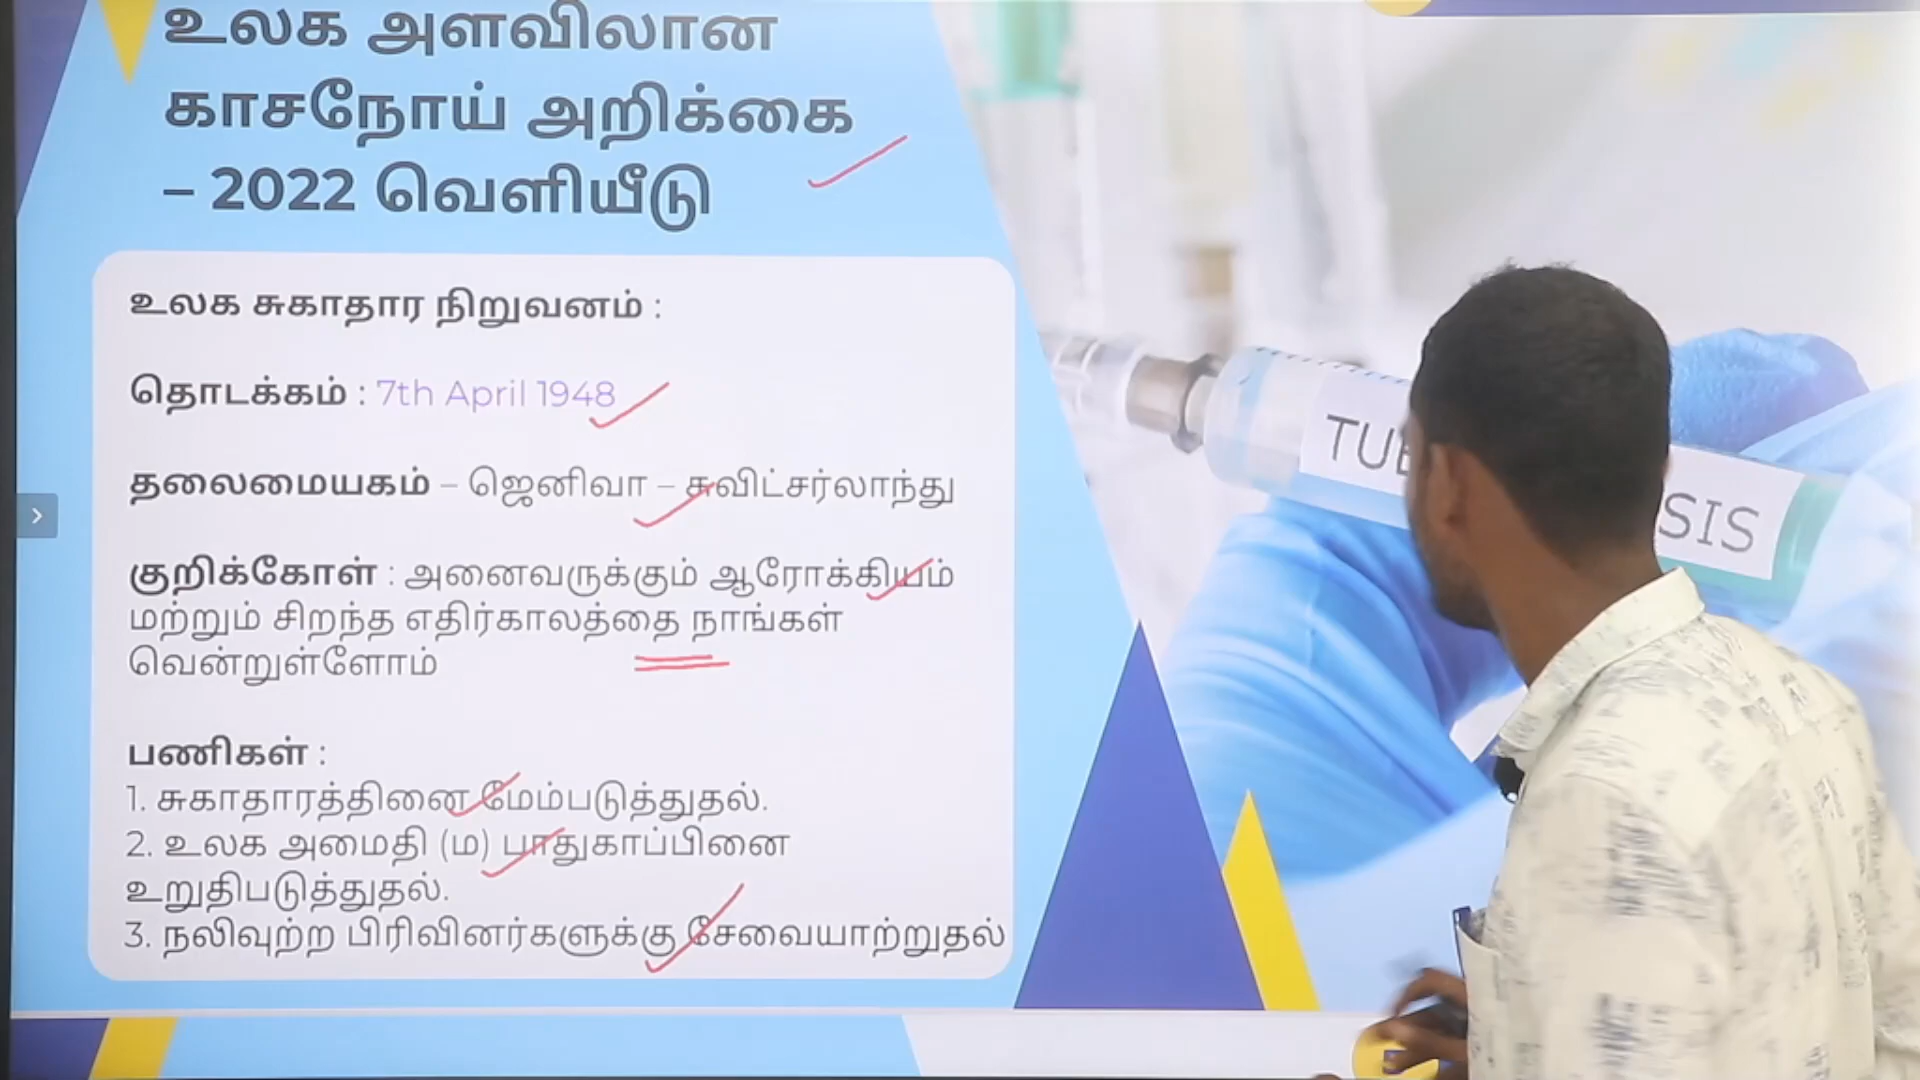 உலக அளவிலான
காசநோய் அறிக்கை
– 2022 வெளியீடு
உலக சுகாதார நிறுவனம் :
தொடக்கம் : 7th April 1948
தலைமையகம் – ஜெனிவா – சுவிட்சர்லாந்து
குறிக்கோள் : அனைவருக்கும் ஆரோக்கியம்
மற்றும் சிறந்த எதிர்காலத்தை நாங்கள்
வென்றுள்ளோம்
பணிகள் :
1. சுகாதாரத்தினை மேம்படுத்துதல்.
2. உலக அமைதி (ம) பாதுகாப்பினை
உறுதிபடுத்துதல்.
3. நலிவுற்ற பிரிவினர்களுக்கு சேவையாற்றுதல்